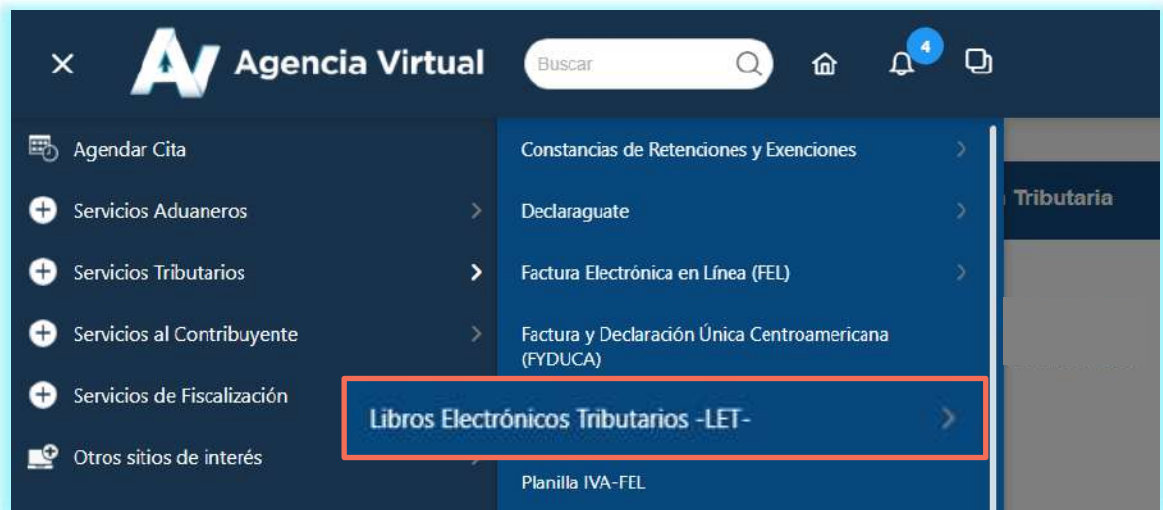 Agencia Virtual
Buscar
4
Agendar Cita
Servicios Aduaneros
Servicios Tributarios
Servicios al Contribuyente
Servicios de Fiscalización
Otros sitios de interés
Constancias de Retenciones y Exenciones
Declaraguate
Factura Electrónica en Línea (FEL)
Factura y Declaración Única Centroamericana
(FYDUCA)
Libros Electrónicos Tributarios -LET-
Planilla IVA-FEL
Tributaria